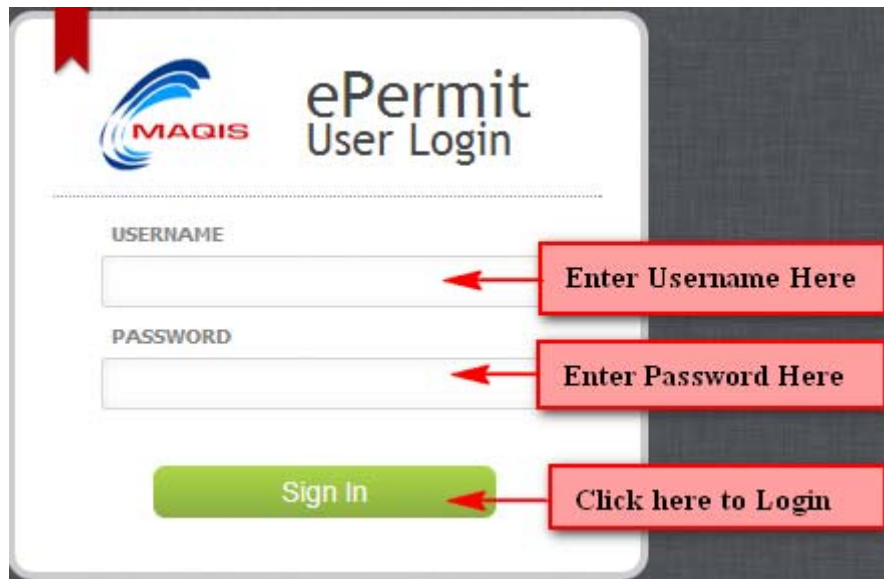 MAQIS
ePermit
User Login
USERNAME
Enter Username Here
PASSWORD
Enter Password Here
Sign In
Click here to Login